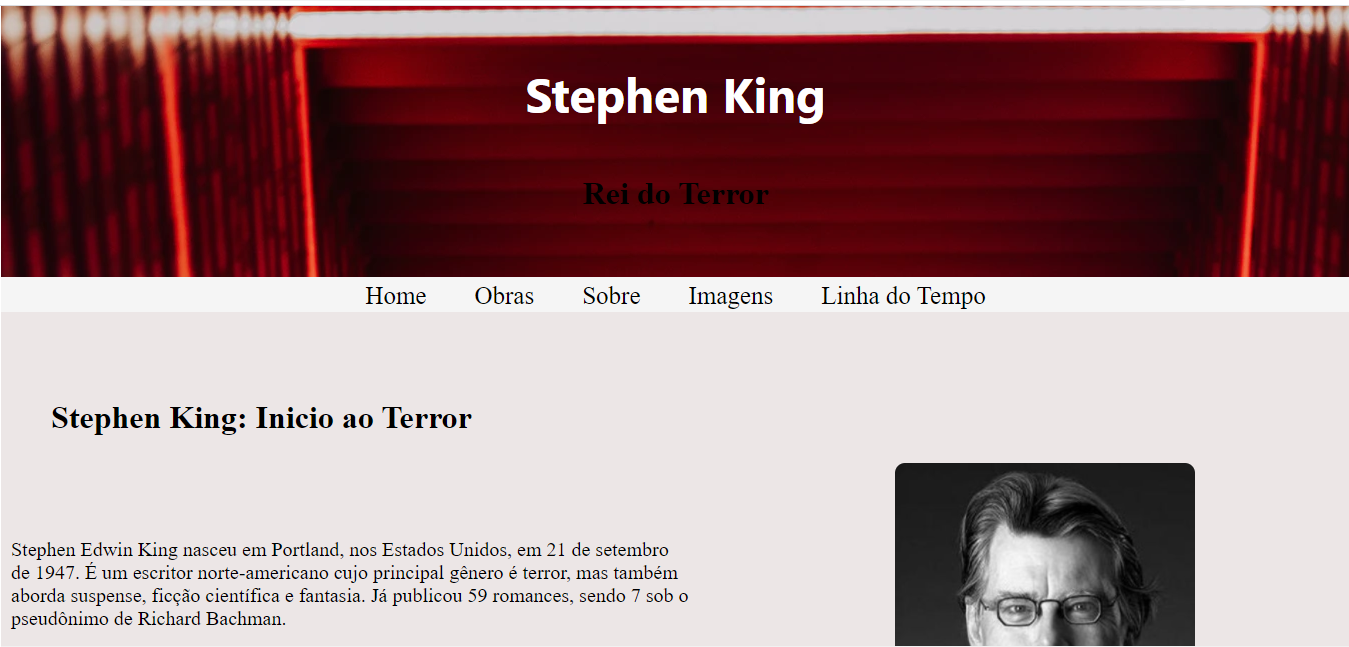 Stephen King
Rei do Terror
Home Obras Sobre Imagens Linha do Tempo
Stephen King: Inicio ao Terror
Stephen Edwin King nasceu em Portland, nos Estados Unidos, em 21 de setembro
de 1947. É um escritor norte-americano cujo principal gênero é terror, mas também
aborda suspense, ficção científica e fantasia. Já publicou 59 romances, sendo 7 sob o
pseudônimo de Richard Bachman.